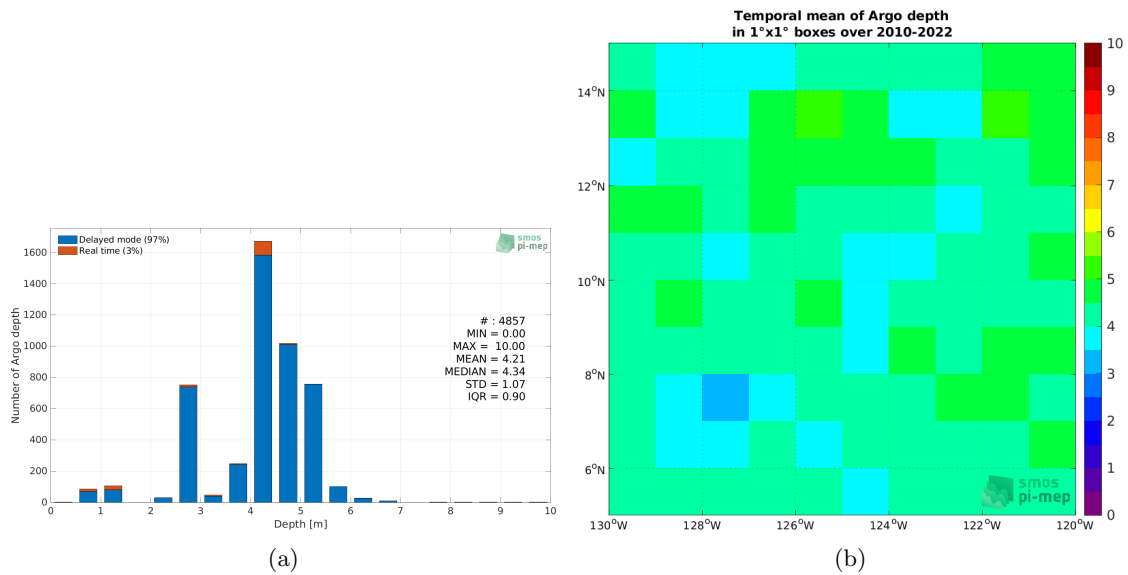 Delayed mode (97%)
Real time (3%)
smos
pi-mep
1600
1400
1200
1000
800
600
400
200
0
Number of Argo depth
# : 4857
MIN = 0.00
MAX = 10.00
MEAN = 4.21
MEDIAN = 4.34
STD = 1.07
IQR = 0.90
0 1 2 3 4 5 6 7 8 9 10
Depth [m]
(a)
Temporal mean of Argo depth
in 1°x1° boxes over 2010-2022
14°N
12°N
10°N
8°N
6°N
130°W 128°W 126°W 124°W 122°W 120°W
10
9
8
7
6
5
4
3
2
1
0
smos
pi-mep
(b)